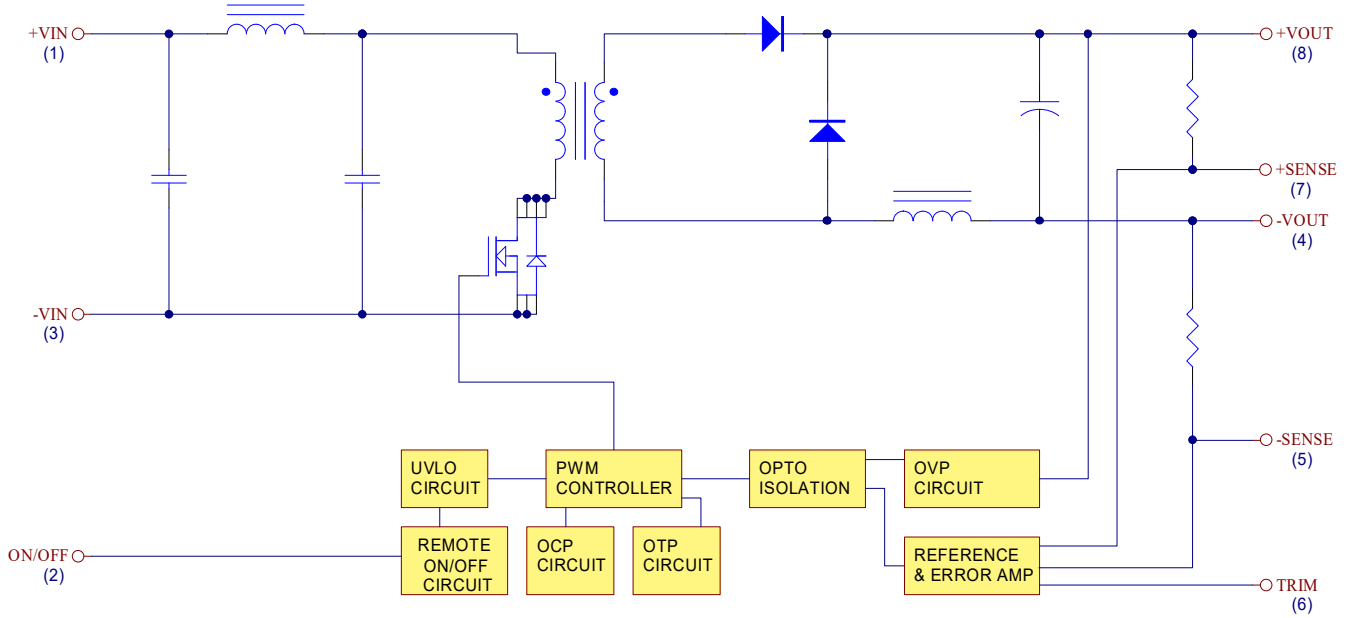 +VIN
(1)
+VOUT
(8)
+SENSE
(7)
-VOUT
(4)
-VIN
(3)
-SENSE
(5)
UVLO
CIRCUIT
PWM
CONTROLLER
OPTO
ISOLATION
OVP
CIRCUIT
ON/OFF
(2)
REMOTE
ON/OFF
CIRCUIT
OCP
CIRCUIT
OTP
CIRCUIT
REFERENCE
& ERROR AMP
TRIM
(6)